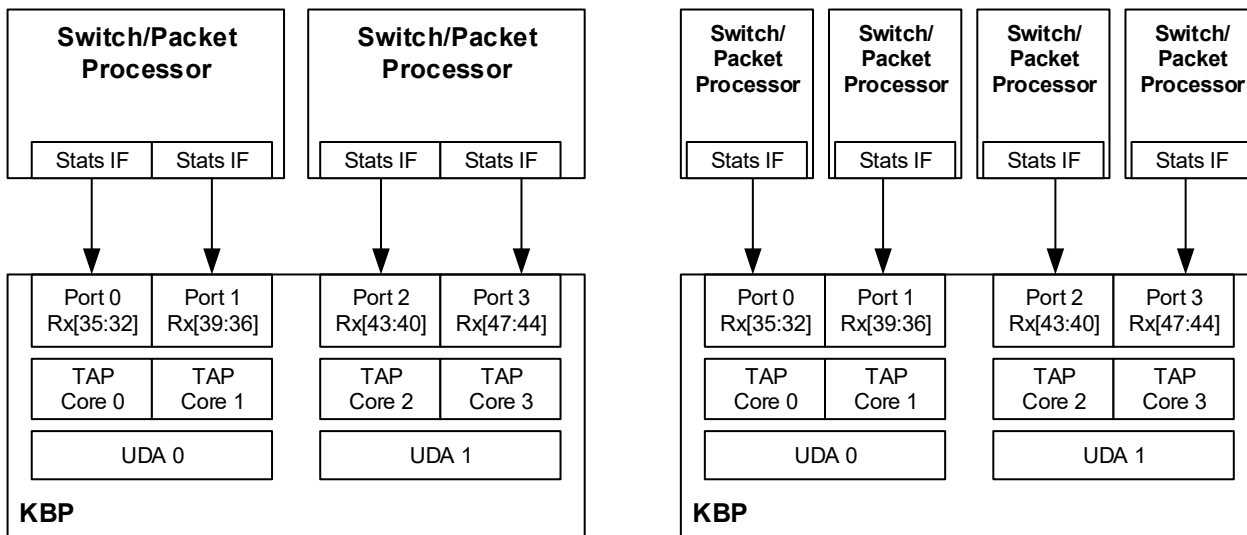 Switch/Packet
Processor
Switch/Packet
Processor
Stats IF
Stats IF
Stats IF
Stats IF
Port 0
Rx[35:32]
Port 1
Rx[39:36]
Port 2
Rx[43:40]
Port 3
Rx[47:44]
TAP
Core 0
TAP
Core 1
TAP
Core 2
TAP
Core 3
UDA 0
UDA 1
KBP
Switch/
Packet
Processor
Switch/
Packet
Processor
Switch/
Packet
Processor
Switch/
Packet
Processor
Stats IF
Stats IF
Stats IF
Stats IF
Port 0
Rx[35:32]
Port 1
Rx[39:36]
Port 2
Rx[43:40]
Port 3
Rx[47:44]
TAP
Core 0
TAP
Core 1
TAP
Core 2
TAP
Core 3
UDA 0
UDA 1
KBP